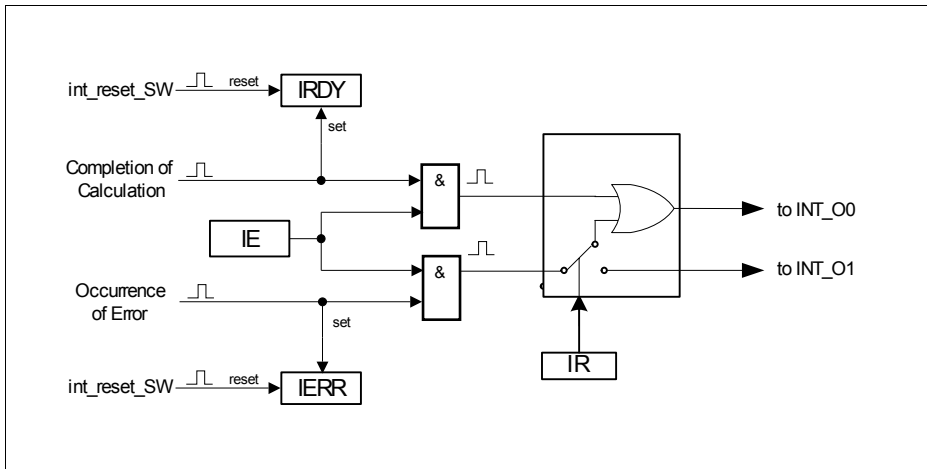 int_reset_SW
reset
IRDY
set
Completion of
Calculation
&
to INT_O0
IE
&
to INT_O1
Occurrence
of Error
set
IR
int_reset_SW
reset
IERR